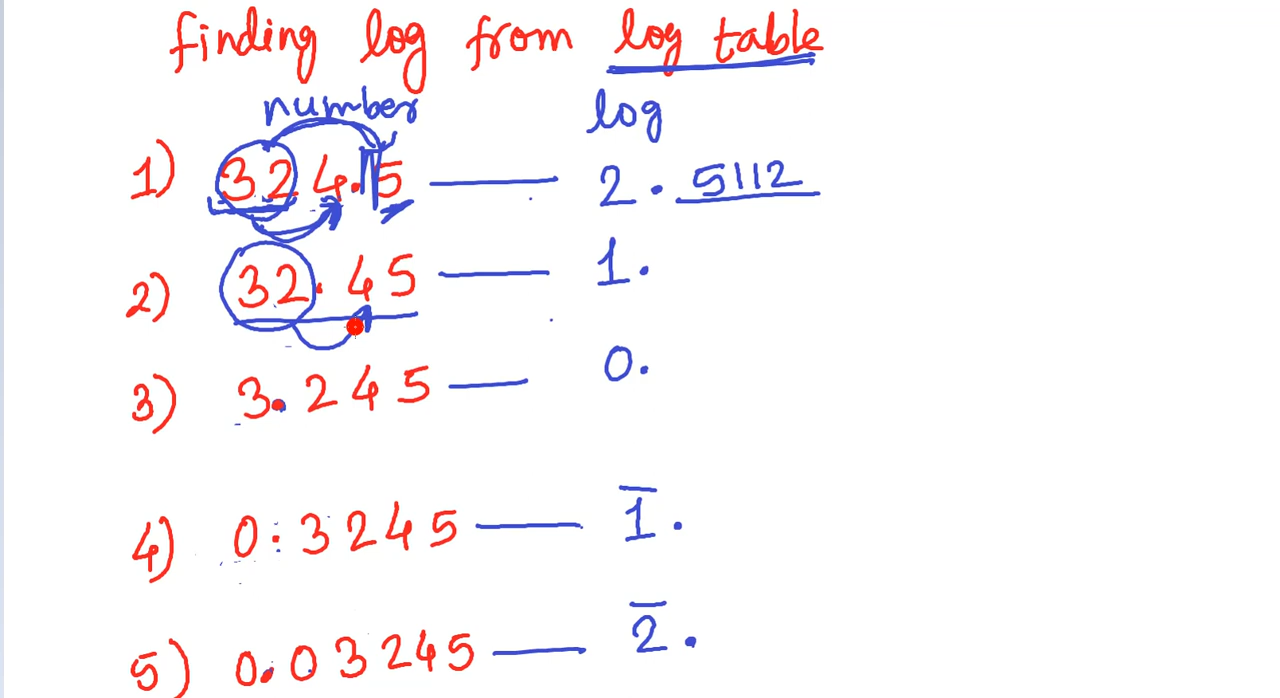 finding log from log table
number log
1) 324.5 — 2.5112
2) 32.45 — 1.
3) 3.245 — 0.
4) 0.3245 — 1̅.
5) 0.03245 — 2̅.